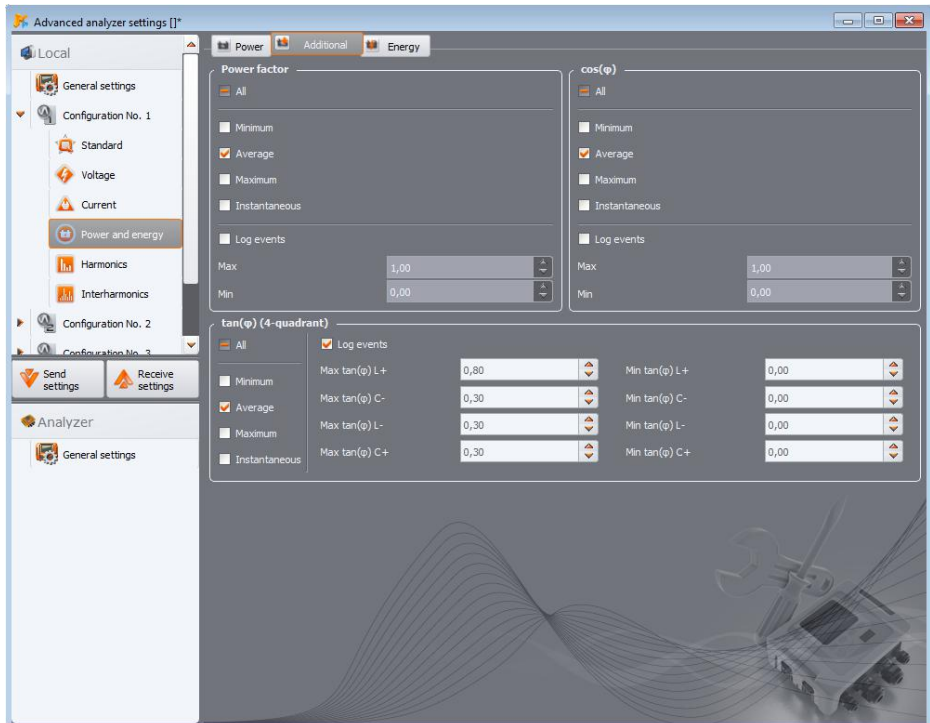 Advanced analyzer settings []*
Local
General settings
Configuration No. 1
Standard
Voltage
Current
Power and energy
Harmonics
Interharmonics
Configuration No. 2
Configuration No. 3
Send settings
Receive settings
Analyzer
General settings
Power Additional Energy
Power factor
All
Minimum
Average
Maximum
Instantaneous
Log events
Max 1,00
Min 0,00
cos(φ)
All
Minimum
Average
Maximum
Instantaneous
Log events
Max 1,00
Min 0,00
tan(φ) (4-quadrant)
All
Minimum
Average
Maximum
Instantaneous
Log events
Max tan(φ) L+ 0,80 Min tan(φ) L+ 0,00
Max tan(φ) C- 0,30 Min tan(φ) C- 0,00
Max tan(φ) L- 0,30 Min tan(φ) L- 0,00
Max tan(φ) C+ 0,30 Min tan(φ) C+ 0,00